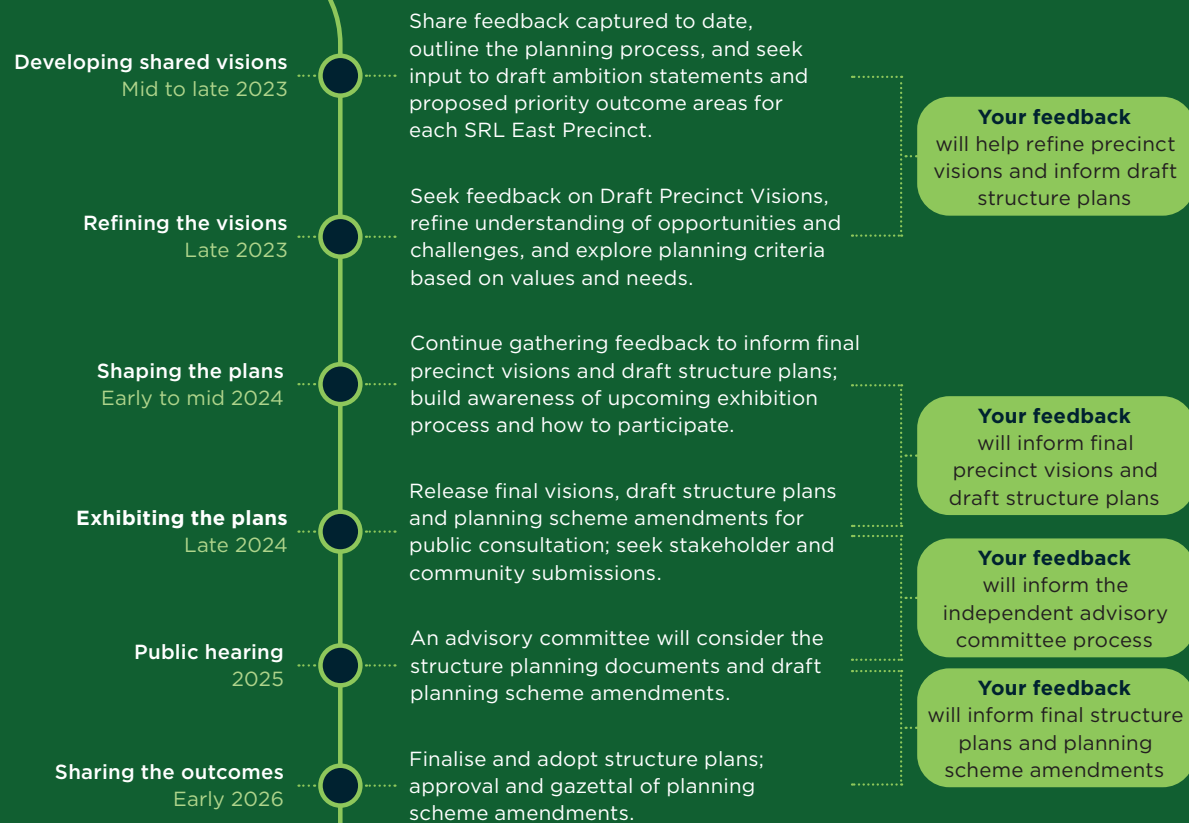 Developing shared visions
Mid to late 2023
Share feedback captured to date,
outline the planning process, and seek
input to draft ambition statements and
proposed priority outcome areas for
each SRL East Precinct.
Refining the visions
Late 2023
Seek feedback on Draft Precinct Visions,
refine understanding of opportunities and
challenges, and explore planning criteria
based on values and needs.
Your feedback
will help refine precinct
visions and inform draft
structure plans
Shaping the plans
Early to mid 2024
Continue gathering feedback to inform final
precinct visions and draft structure plans;
build awareness of upcoming exhibition
process and how to participate.
Exhibiting the plans
Late 2024
Release final visions, draft structure plans
and planning scheme amendments for
public consultation; seek stakeholder and
community submissions.
Your feedback
will inform final
precinct visions and
draft structure plans
Public hearing
2025
An advisory committee will consider the
structure planning documents and draft
planning scheme amendments.
Your feedback
will inform the
independent advisory
committee process
Sharing the outcomes
Early 2026
Finalise and adopt structure plans;
approval and gazettal of planning
scheme amendments.
Your feedback
will inform final structure
plans and planning
scheme amendments